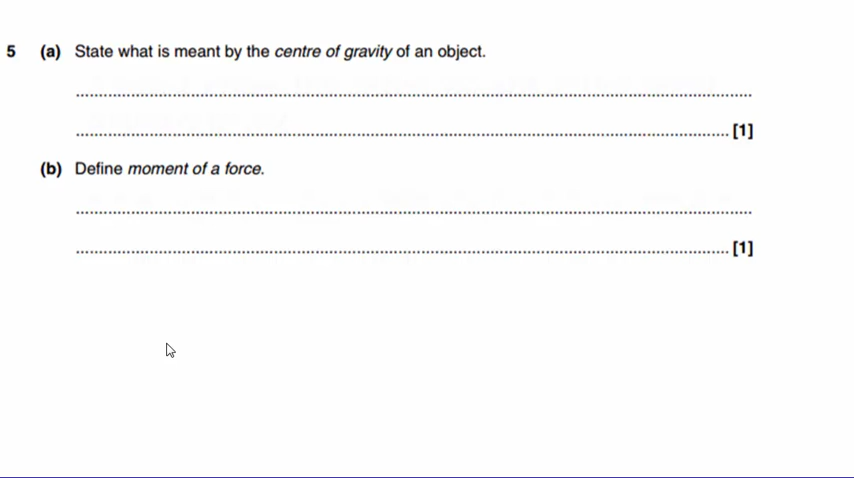 5 (a) State what is meant by the centre of gravity of an object.
.......................................................................................................................................................
.................................................................................................................................................. [1]
(b) Define moment of a force.
.......................................................................................................................................................
.................................................................................................................................................. [1]